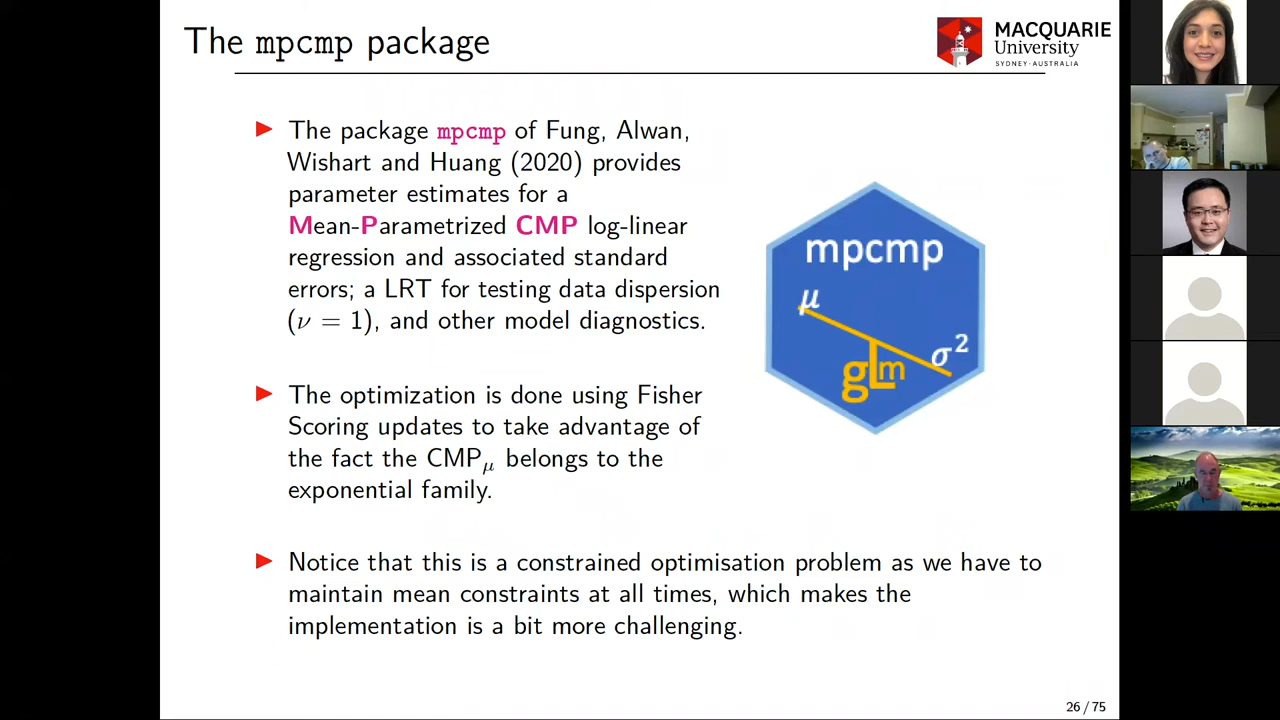 The mpcmp package
MACQUARIE
University
SYDNEY·AUSTRALIA
▶ The package mpcmp of Fung, Alwan,
Wishart and Huang (2020) provides
parameter estimates for a
Mean-Parametrized CMP log-linear
regression and associated standard
errors; a LRT for testing data dispersion
(ν = 1), and other model diagnostics.
mpcmp
μ
σ²
gLm
▶ The optimization is done using Fisher
Scoring updates to take advantage of
the fact the CMPμ belongs to the
exponential family.
▶ Notice that this is a constrained optimisation problem as we have to
maintain mean constraints at all times, which makes the
implementation is a bit more challenging.
26 / 75